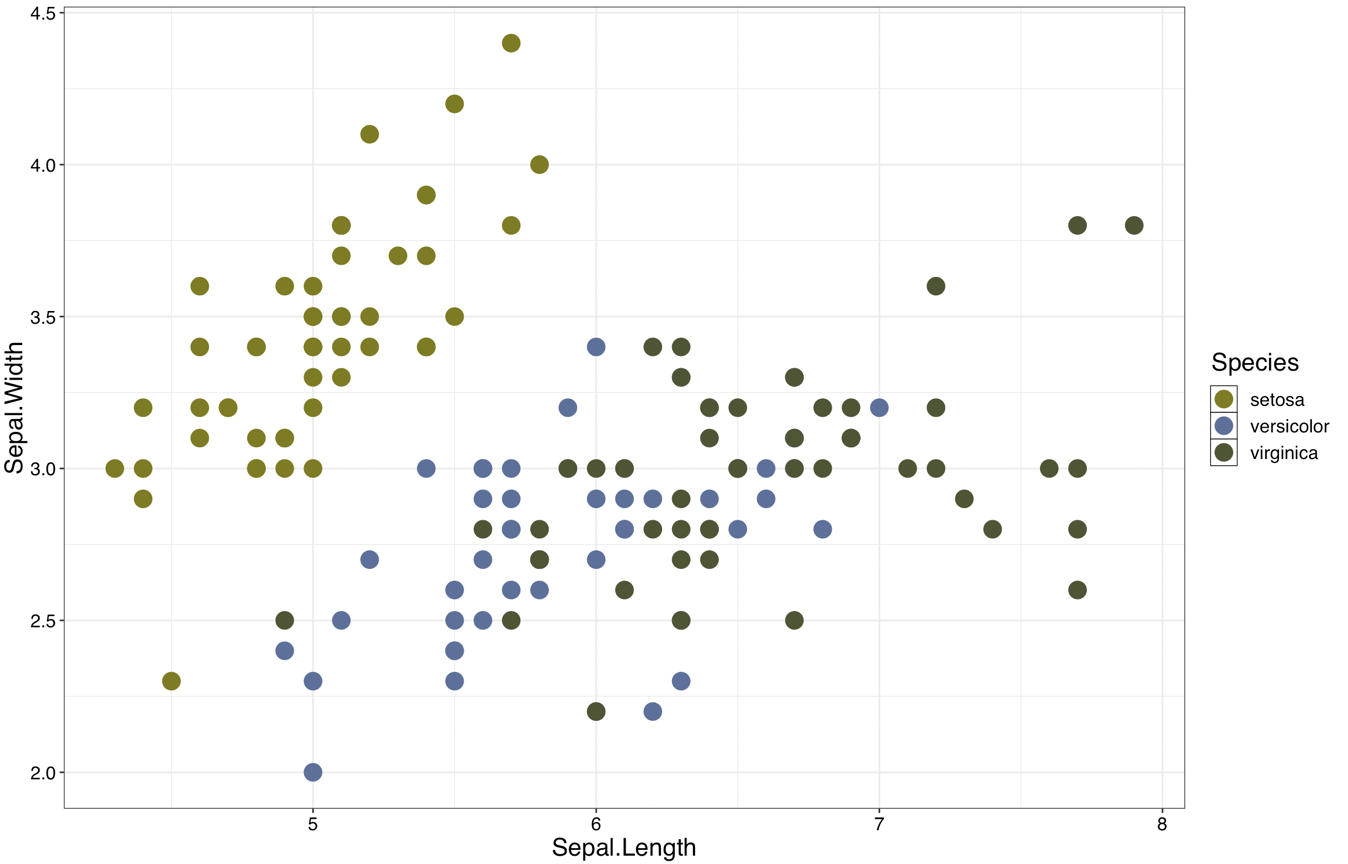 4.5
4.0
3.5
3.0
2.5
2.0
Sepal.Width
5 6 7 8
Sepal.Length
Species
setosa
versicolor
virginica